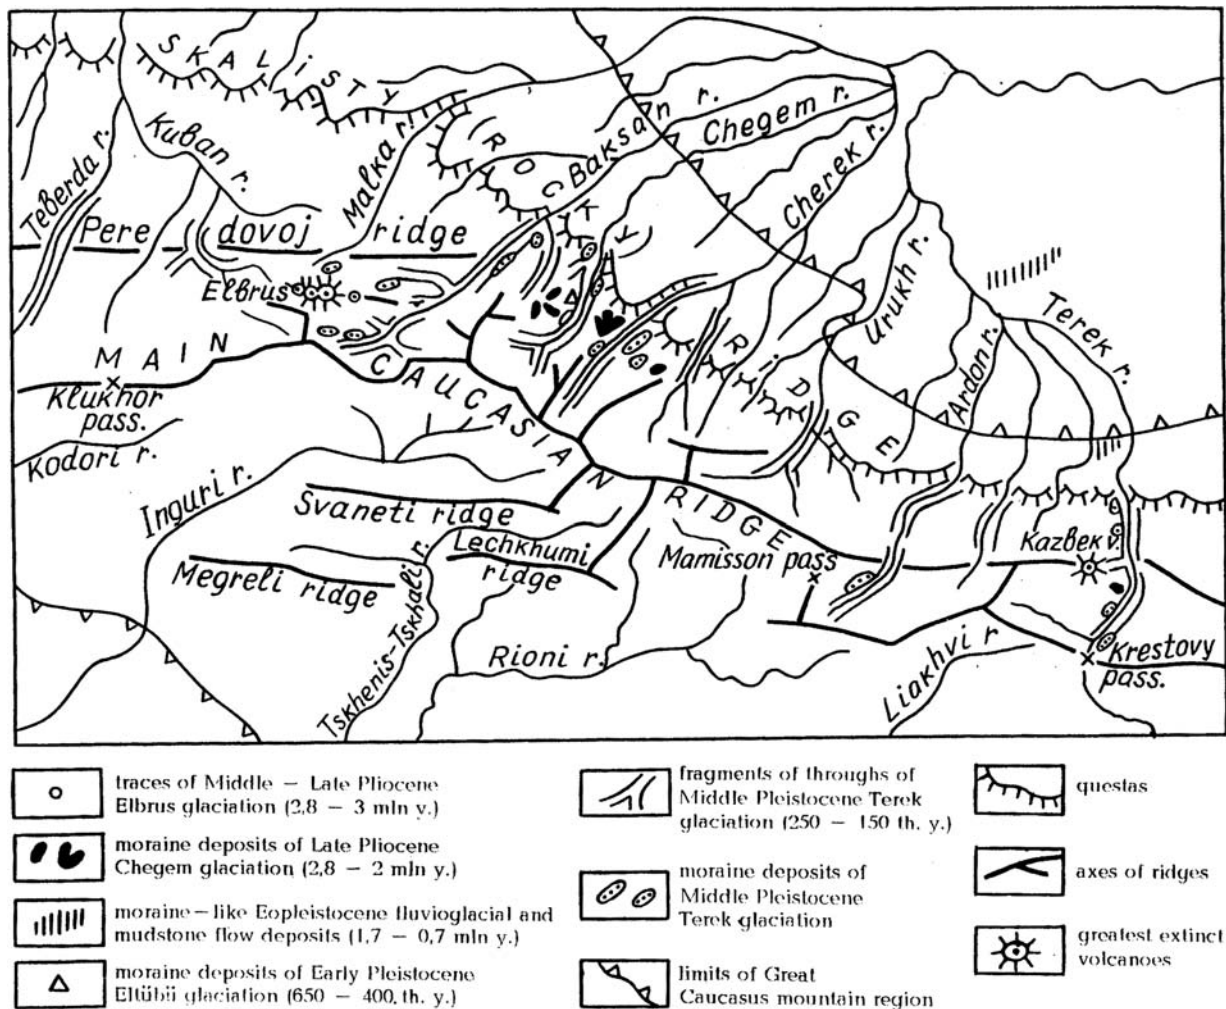 SKALISTY
ROCKY RIDGE
Teberda r.
Kuban r.
Malka r.
Baksan r.
Chegem r.
Cherek r.
Urukh r.
Ardon r.
Terek r.
Pere dovoj ridge
Elbrus
MAIN CAUCASIAN RIDGE
Klukhor
pass.
Kodori r.
Inguri r.
Svaneti ridge
Lechkhumi
ridge
Megreli ridge
Tskhenis-Tskhali r.
Rioni r.
Mamisson pass
Kazbek v.
Liakhvi r
Krestovy
pass.
traces of Middle – Late Pliocene
Elbrus glaciation (2,8 – 3 mln y.)
moraine deposits of Late Pliocene
Chegem glaciation (2,8 – 2 mln y.)
moraine–like Eopleistocene fluvioglacial and
mudstone flow deposits (1,7 – 0,7 mln y.)
moraine deposits of Early Pleistocene
Eltübü glaciation (650 – 400. th. y.)
fragments of throughs of
Middle Pleistocene Terek
glaciation (250 – 150 th. y.)
moraine deposits of
Middle Pleistocene
Terek glaciation
limits of Great
Caucasus mountain region
questas
axes of ridges
greatest extinct
volcanoes